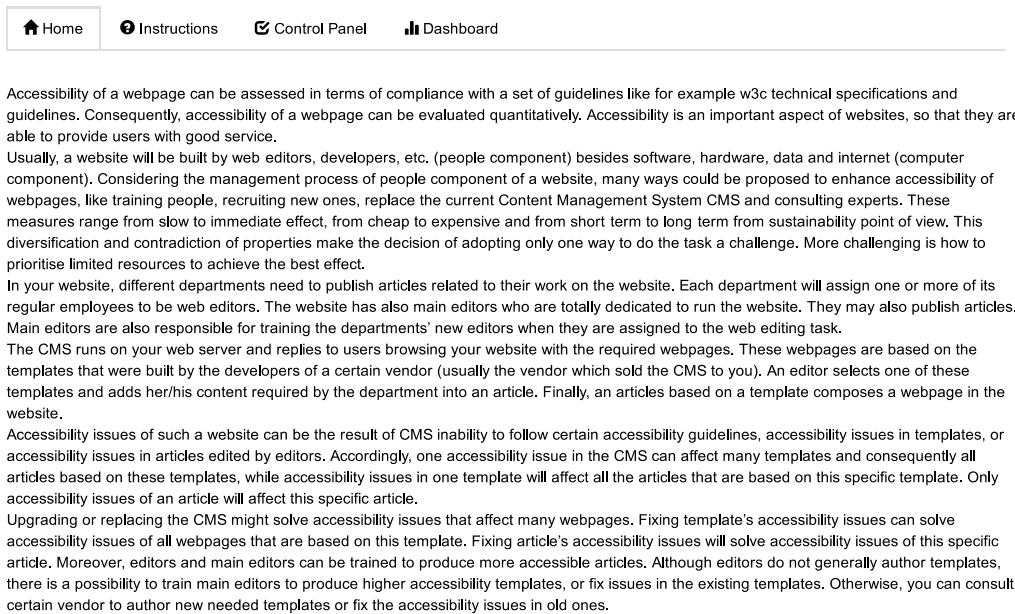 Home Instructions Control Panel Dashboard
Accessibility of a webpage can be assessed in terms of compliance with a set of guidelines like for example w3c technical specifications and
guidelines. Consequently, accessibility of a webpage can be evaluated quantitatively. Accessibility is an important aspect of websites, so that they are
able to provide users with good service.
Usually, a website will be built by web editors, developers, etc. (people component) besides software, hardware, data and internet (computer
component). Considering the management process of people component of a website, many ways could be proposed to enhance accessibility of
webpages, like training people, recruiting new ones, replace the current Content Management System CMS and consulting experts. These
measures range from slow to immediate effect, from cheap to expensive and from short term to long term from sustainability point of view. This
diversification and contradiction of properties make the decision of adopting only one way to do the task a challenge. More challenging is how to
prioritise limited resources to achieve the best effect.
In your website, different departments need to publish articles related to their work on the website. Each department will assign one or more of its
regular employees to be web editors. The website has also main editors who are totally dedicated to run the website. They may also publish articles.
Main editors are also responsible for training the departments' new editors when they are assigned to the web editing task.
The CMS runs on your web server and replies to users browsing your website with the required webpages. These webpages are based on the
templates that were built by the developers of a certain vendor (usually the vendor which sold the CMS to you). An editor selects one of these
templates and adds her/his content required by the department into an article. Finally, an articles based on a template composes a webpage in the
website.
Accessibility issues of such a website can be the result of CMS inability to follow certain accessibility guidelines, accessibility issues in templates, or
accessibility issues in articles edited by editors. Accordingly, one accessibility issue in the CMS can affect many templates and consequently all
articles based on these templates, while accessibility issues in one template will affect all the articles that are based on this specific template. Only
accessibility issues of an article will affect this specific article.
Upgrading or replacing the CMS might solve accessibility issues that affect many webpages. Fixing template's accessibility issues can solve
accessibility issues of all webpages that are based on this template. Fixing article's accessibility issues will solve accessibility issues of this specific
article. Moreover, editors and main editors can be trained to produce more accessible articles. Although editors do not generally author templates,
there is a possibility to train main editors to produce higher accessibility templates, or fix issues in the existing templates. Otherwise, you can consult
certain vendor to author new needed templates or fix the accessibility issues in old ones.